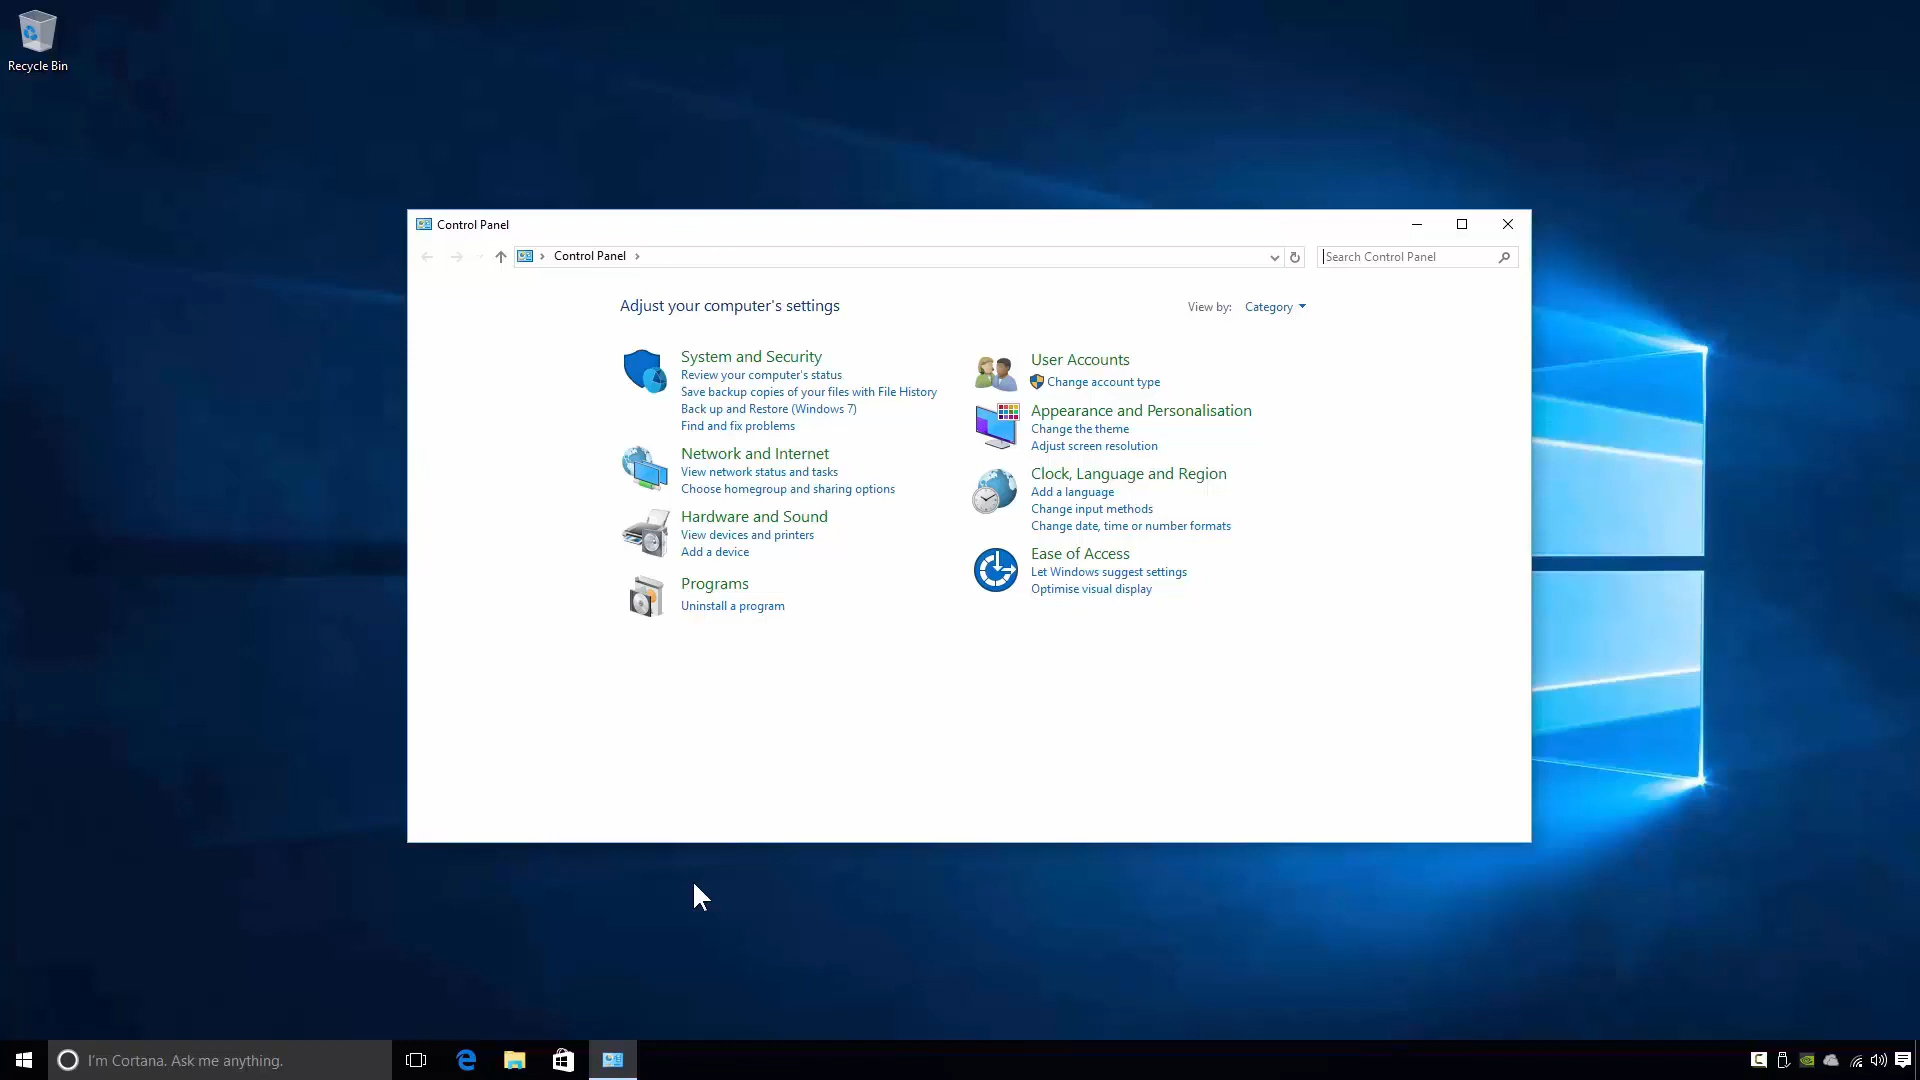 Recycle Bin
Control Panel
Control Panel
Search Control Panel
Adjust your computer's settings
View by: Category
System and Security
Review your computer's status
Save backup copies of your files with File History
Back up and Restore (Windows 7)
Find and fix problems
Network and Internet
View network status and tasks
Choose homegroup and sharing options
Hardware and Sound
View devices and printers
Add a device
Programs
Uninstall a program
User Accounts
Change account type
Appearance and Personalisation
Change the theme
Adjust screen resolution
Clock, Language and Region
Add a language
Change input methods
Change date, time or number formats
Ease of Access
Let Windows suggest settings
Optimise visual display
I'm Cortana. Ask me anything.